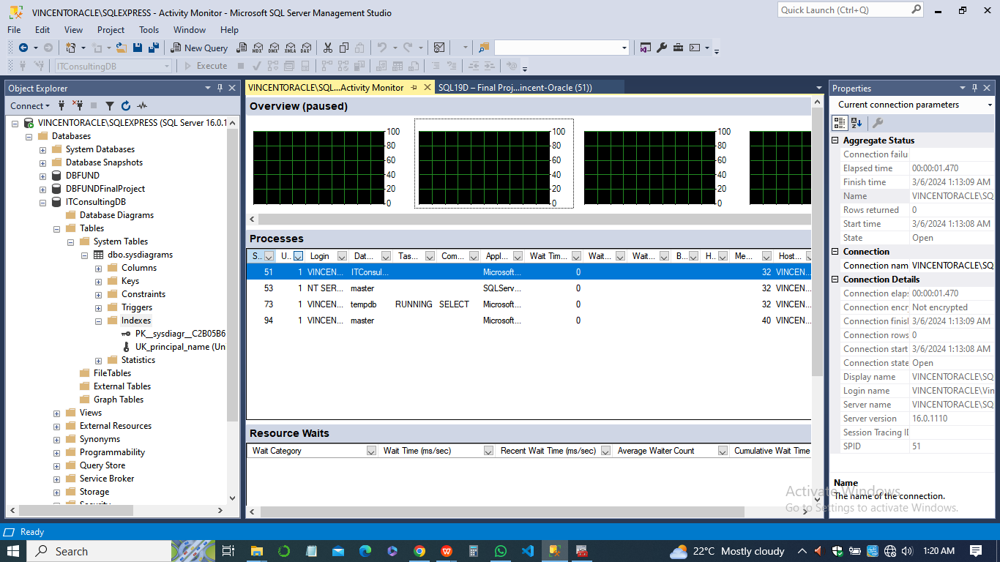 VINCENTORACLE\SQLEXPRESS - Activity Monitor - Microsoft SQL Server Management Studio
Quick Launch (Ctrl+Q)
File Edit View Project Tools Window Help
New Query MDX DMX XMLA DAX
ITConsultingDB Execute
Object Explorer
Connect
VINCENTORACLE\SQLEXPRESS (SQL Server 16.0.1
Databases
System Databases
Database Snapshots
DBFUND
DBFUNDFinalProject
ITConsultingDB
Database Diagrams
Tables
System Tables
dbo.sysdiagrams
Columns
Keys
Constraints
Triggers
Indexes
PK__sysdiagr__C2B05B6
UK_principal_name (Un
Statistics
FileTables
External Tables
Graph Tables
Views
External Resources
Synonyms
Programmability
Query Store
Service Broker
Storage
Security
VINCENTORACLE\SQL...Activity Monitor
SQL19D – Final Proj...incent-Oracle (51))
Overview (paused)
100 100 100
80 80 80
60 60 60
40 40 40
20 20 20
0 0 0
Processes
S.. U.. Login Dat... Tas... Com... Appl... Wait Tim... Wait... Wait... B... H.. Me... Host...
51 1 VINCEN... ITConsul... Microsoft... 0 32 VINCEN...
53 1 NT SER... master SQLServ... 0 32 VINCEN...
73 1 VINCEN... tempdb RUNNING SELECT Microsoft... 0 32 VINCEN...
94 1 VINCEN... master Microsoft... 0 40 VINCEN...
Resource Waits
Wait Category Wait Time (ms/sec) Recent Wait Time (ms/sec) Average Waiter Count Cumulative Wait Time
Properties
Current connection parameters
Aggregate Status
Connection failu
Elapsed time 00:00:01.470
Finish time 3/6/2024 1:13:09 AM
Name VINCENTORACLE\SQ
Rows returned 0
Start time 3/6/2024 1:13:08 AM
State Open
Connection
Connection nam VINCENTORACLE\SQ
Connection Details
Connection elaps 00:00:01.470
Connection encr Not encrypted
Connection finisl 3/6/2024 1:13:09 AM
Connection rows 0
Connection start 3/6/2024 1:13:08 AM
Connection state Open
Display name VINCENTORACLE\SQ
Login name VINCENTORACLE\Vin
Server name VINCENTORACLE\SQ
Server version 16.0.1110
Session Tracing ID
SPID 51
Name
The name of the connection.
Activate Windows
Go to Settings to activate Windows.
Ready
Search
22°C Mostly cloudy
1:20 AM